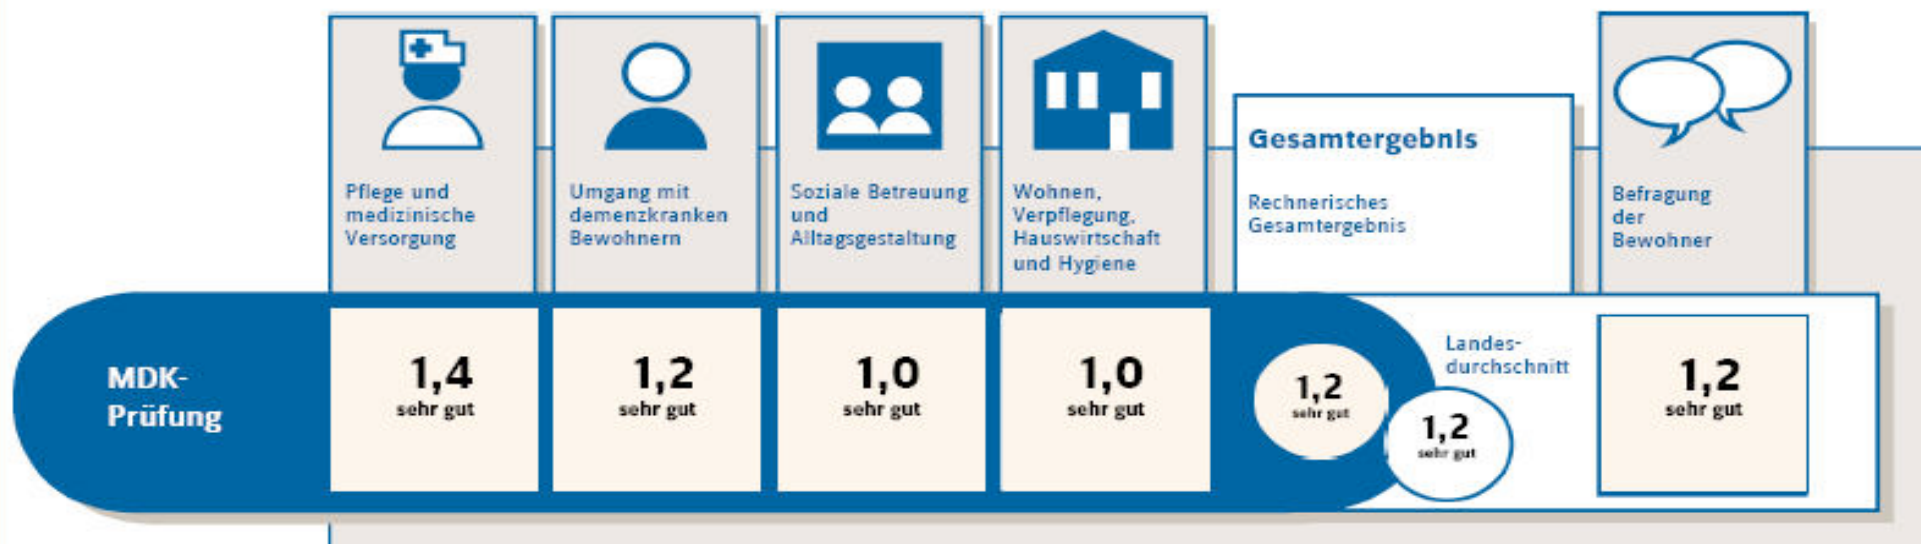 Pflege und
medizinische
Versorgung
Umgang mit
demenzkranken
Bewohnern
Soziale Betreuung
und
Alltagsgestaltung
Wohnen,
Verpflegung,
Hauswirtschaft
und Hygiene
Gesamtergebnis
Rechnerisches
Gesamtergebnis
Befragung
der
Bewohner
MDK-
Prüfung
1,4
sehr gut
1,2
sehr gut
1,0
sehr gut
1,0
sehr gut
1,2
sehr gut
Landes-
durchschnitt
1,2
sehr gut
1,2
sehr gut